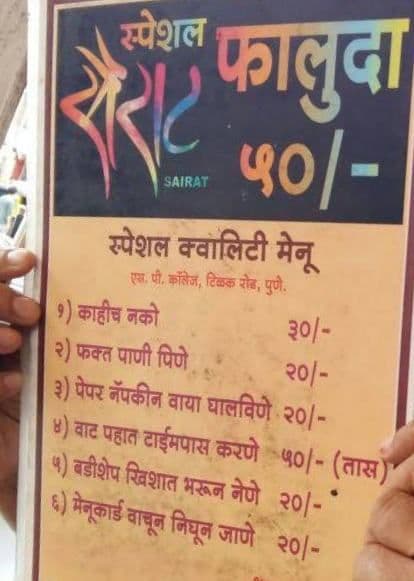 स्पेशल
सैराट फालुदा
SAIRAT ५०/-
स्पेशल क्वालिटी मेनू
एस. पी. कॉलेज, टिळक रोड, पुणे.
१) काहीच नको ३०/-
२) फक्त पाणी पिणे २०/-
३) पेपर नॅपकीन वाया घालविणे २०/-
४) वाट पहात टाईमपास करणे ५०/- (तास)
५) बडीशेप खिशात भरून नेणे २०/-
६) मेनूकार्ड वाचून निघून जाणे २०/-